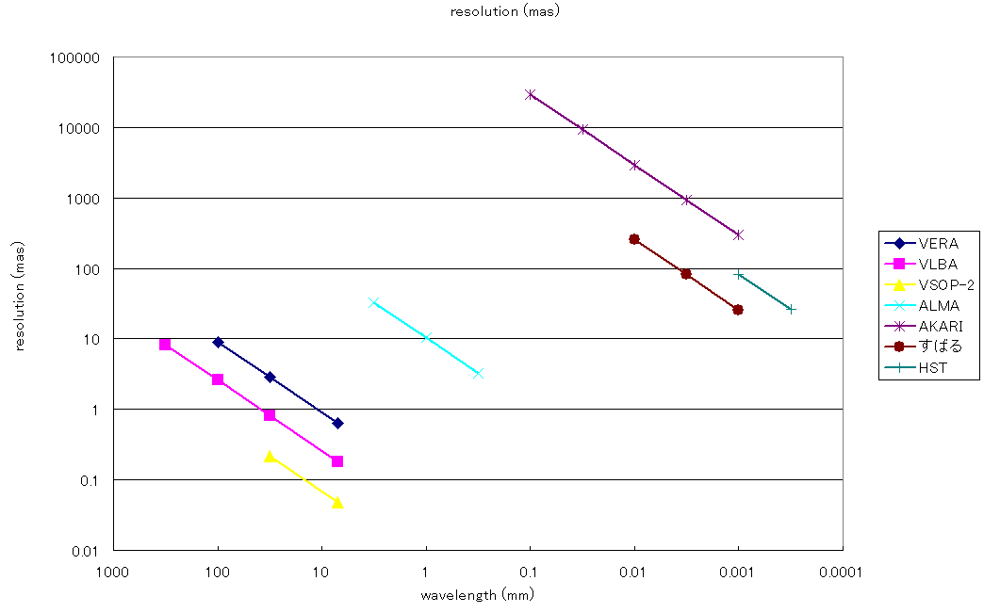 resolution (mas)
100000
10000
1000
100
10
1
0.1
0.01
resolution (mas)
1000 100 10 1 0.1 0.01 0.001 0.0001
wavelength (mm)
VERA
VLBA
VSOP-2
ALMA
AKARI
すばる
HST